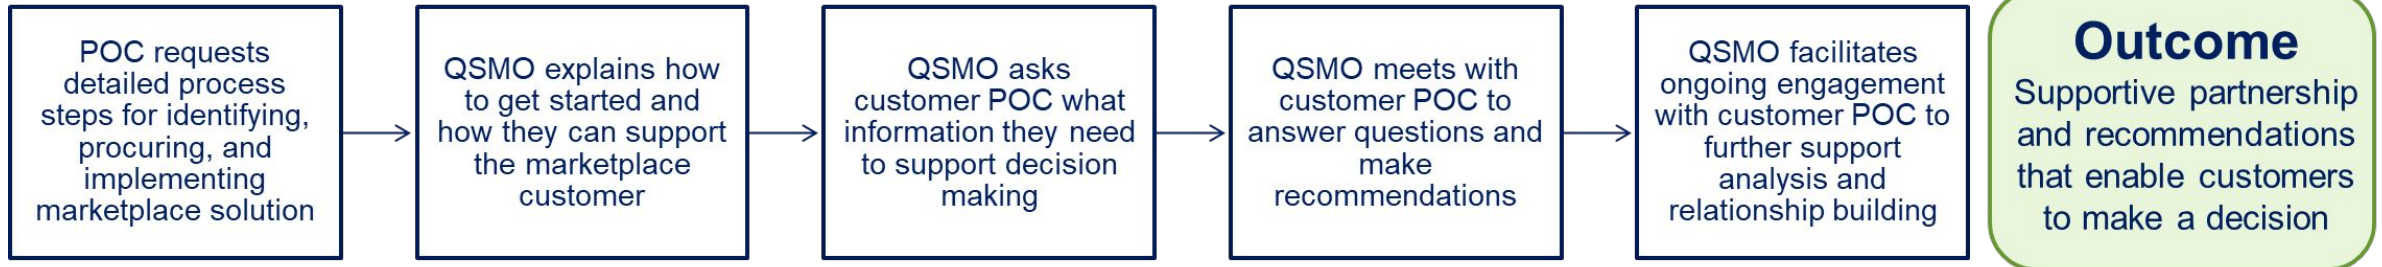 POC requests
detailed process
steps for identifying,
procuring, and
implementing
marketplace solution
QSMO explains how
to get started and
how they can support
the marketplace
customer
QSMO asks
customer POC what
information they need
to support decision
making
QSMO meets with
customer POC to
answer questions and
make
recommendations
QSMO facilitates
ongoing engagement
with customer POC to
further support
analysis and
relationship building
Outcome
Supportive partnership
and recommendations
that enable customers
to make a decision